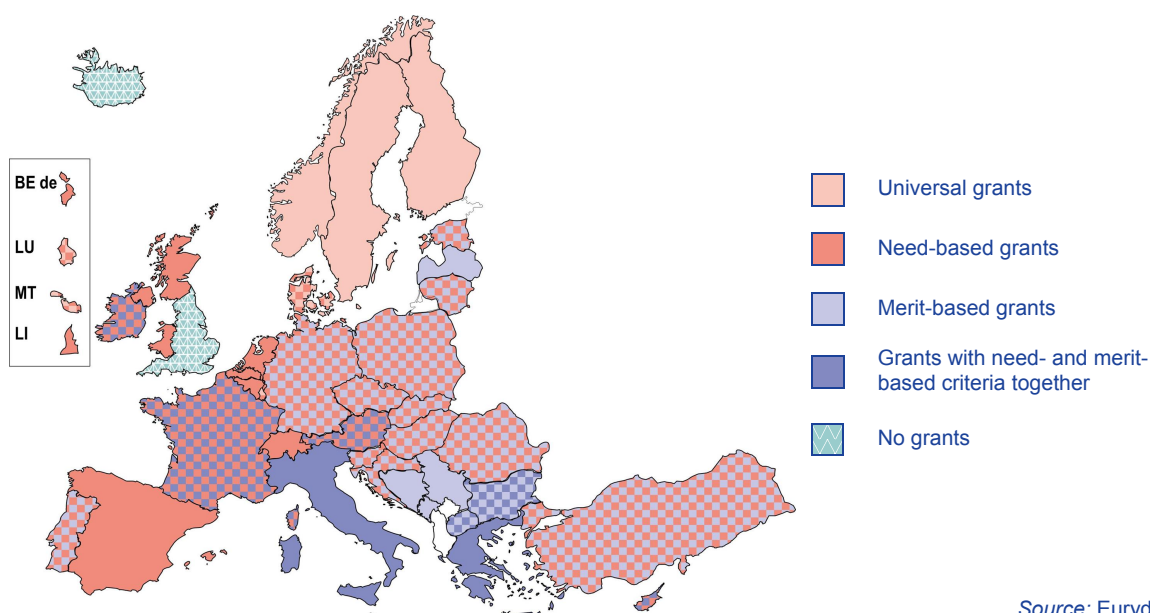 BE de
LU
MT
LI
Universal grants
Need-based grants
Merit-based grants
Grants with need- and merit-
based criteria together
No grants
Source: Euryd